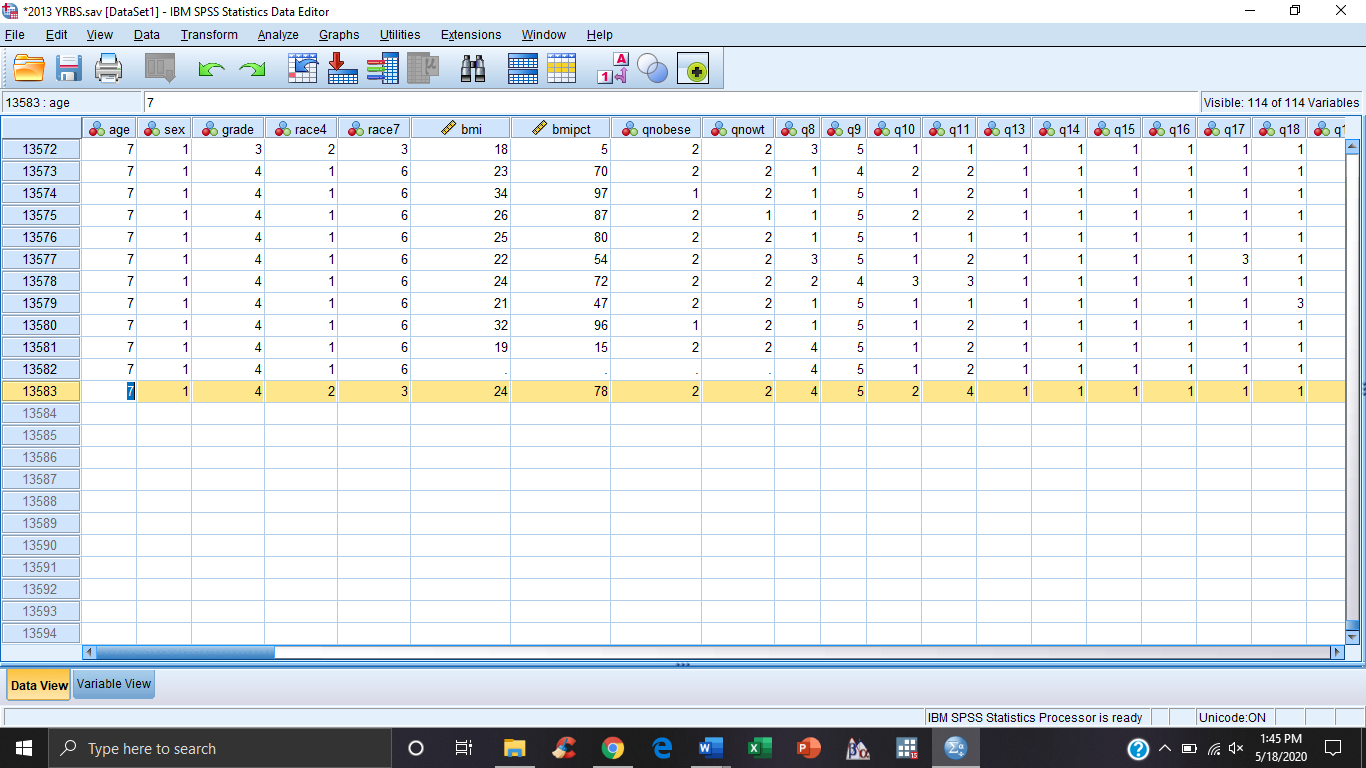 *2013 YRBS.sav [DataSet1] - IBM SPSS Statistics Data Editor
File Edit View Data Transform Analyze Graphs Utilities Extensions Window Help
13583 : age 7 Visible: 114 of 114 Variables
age sex grade race4 race7 bmi bmipct qnobese qnowt q8 q9 q10 q11 q13 q14 q15 q16 q17 q18 q1
13572 7 1 3 2 3 18 5 2 2 3 5 1 1 1 1 1 1 1 1
13573 7 1 4 1 6 23 70 2 2 1 4 2 2 1 1 1 1 1 1
13574 7 1 4 1 6 34 97 1 2 1 5 1 2 1 1 1 1 1 1
13575 7 1 4 1 6 26 87 2 1 1 5 2 2 1 1 1 1 1 1
13576 7 1 4 1 6 25 80 2 2 1 5 1 1 1 1 1 1 1 1
13577 7 1 4 1 6 22 54 2 2 3 5 1 2 1 1 1 1 3 1
13578 7 1 4 1 6 24 72 2 2 2 4 3 3 1 1 1 1 1 1
13579 7 1 4 1 6 21 47 2 2 1 5 1 1 1 1 1 1 1 3
13580 7 1 4 1 6 32 96 1 2 1 5 1 2 1 1 1 1 1 1
13581 7 1 4 1 6 19 15 2 2 4 5 1 2 1 1 1 1 1 1
13582 7 1 4 1 6 . . . . 4 5 1 2 1 1 1 1 1 1
13583 7 1 4 2 3 24 78 2 2 4 5 2 4 1 1 1 1 1 1
13584
13585
13586
13587
13588
13589
13590
13591
13592
13593
13594
Data View Variable View
IBM SPSS Statistics Processor is ready Unicode:ON
Type here to search
1:45 PM
5/18/2020